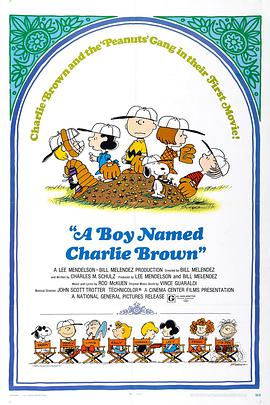 Charlie Brown and the 'Peanuts' Gang in their First Movie!
"A Boy Named
Charlie Brown"
A LEE MENDELSON - BILL MELENDEZ PRODUCTION Directed by BILL MELENDEZ
and Written by CHARLES M. SCHULZ Produced by LEE MENDELSON and BILL MELENDEZ
Music and Lyrics by ROD McKUEN Original Music Score by VINCE GUARALDI
Musical Director JOHN SCOTT TROTTER TECHNICOLOR® A CINEMA CENTER FILMS PRESENTATION
A NATIONAL GENERAL PICTURES RELEASE G